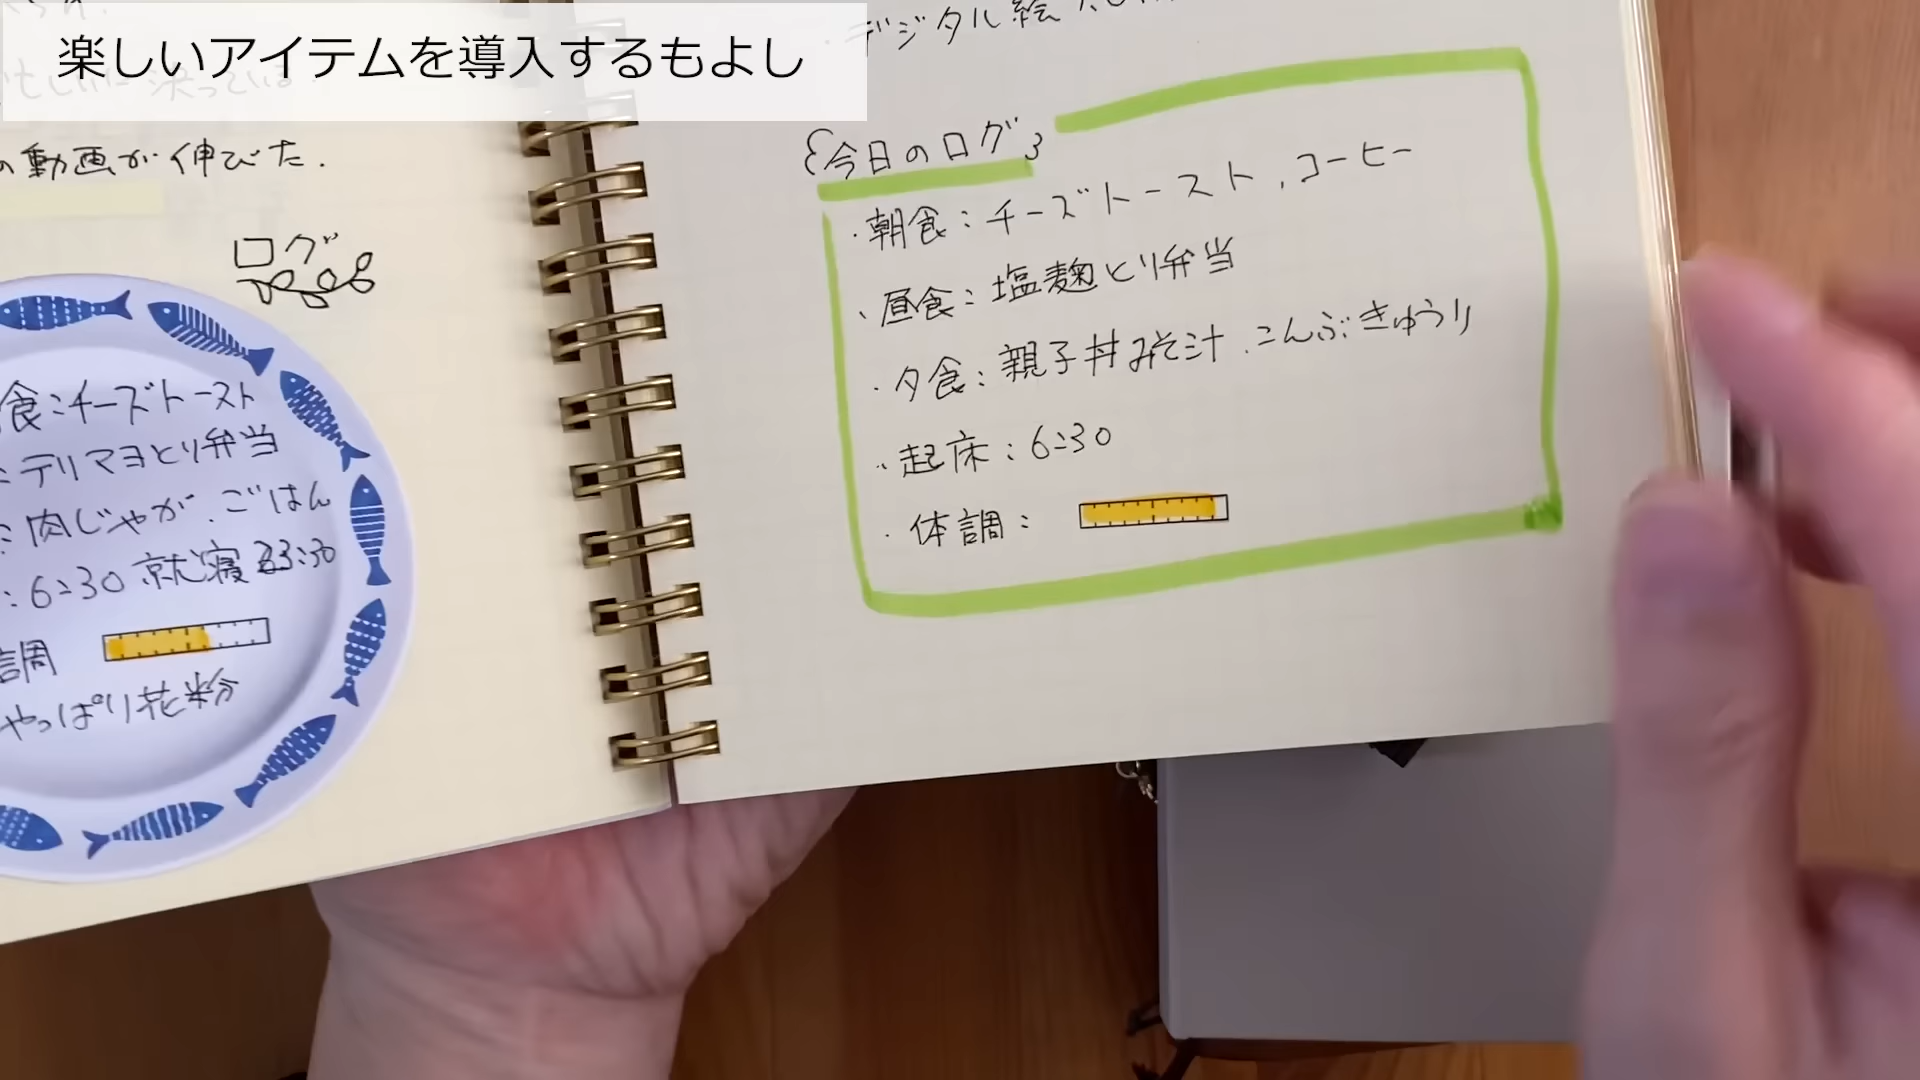 楽しいアイテムを導入するもよし
の動画が伸びた.
ログ
食:チーズトースト
:テリマヨとり弁当
:肉じゃが、ごはん
:6:30 就寝 23:30
調
やっぱり花粉
・デジタル絵
{今日のログ}
・朝食:チーズトースト、コーヒー
・昼食:塩麹とり弁当
・夕食:親子丼みそ汁、こんぶきゅうり
・起床:6:30
・体調: